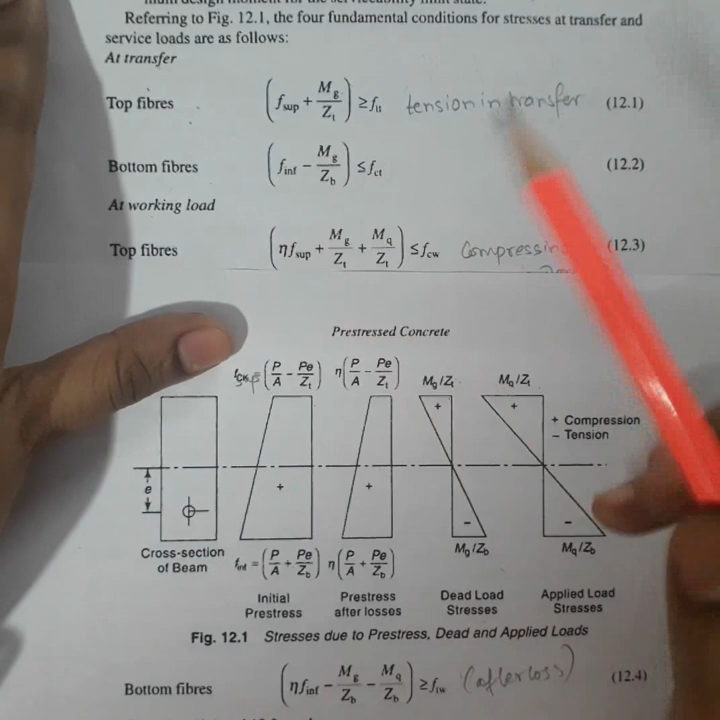 Referring to Fig. 12.1, the four fundamental conditions for stresses at transfer and
service loads are as follows:
At transfer
Top fibres (f_sup + M_g/Z_t) ≥ f_tt tension in transfer (12.1)
Bottom fibres (f_inf − M_g/Z_b) ≤ f_ct (12.2)
At working load
Top fibres (ηf_sup + M_g/Z_t + M_q/Z_t) ≤ f_cw (12.3)
Prestressed Concrete
(P/A − Pe/Z_t) η(P/A − Pe/Z_t) M_g/Z_t M_q/Z_t
+ + + Compression
− Tension
e
+ +
− −
Cross-section
of Beam
f_inf = (P/A + Pe/Z_b) η(P/A + Pe/Z_b) M_g/Z_b M_q/Z_b
Initial
Prestress
Prestress
after losses
Dead Load
Stresses
Applied Load
Stresses
Fig. 12.1 Stresses due to Prestress, Dead and Applied Loads
Bottom fibres (ηf_inf − M_g/Z_b − M_q/Z_b) ≥ f_tw (after loss) (12.4)